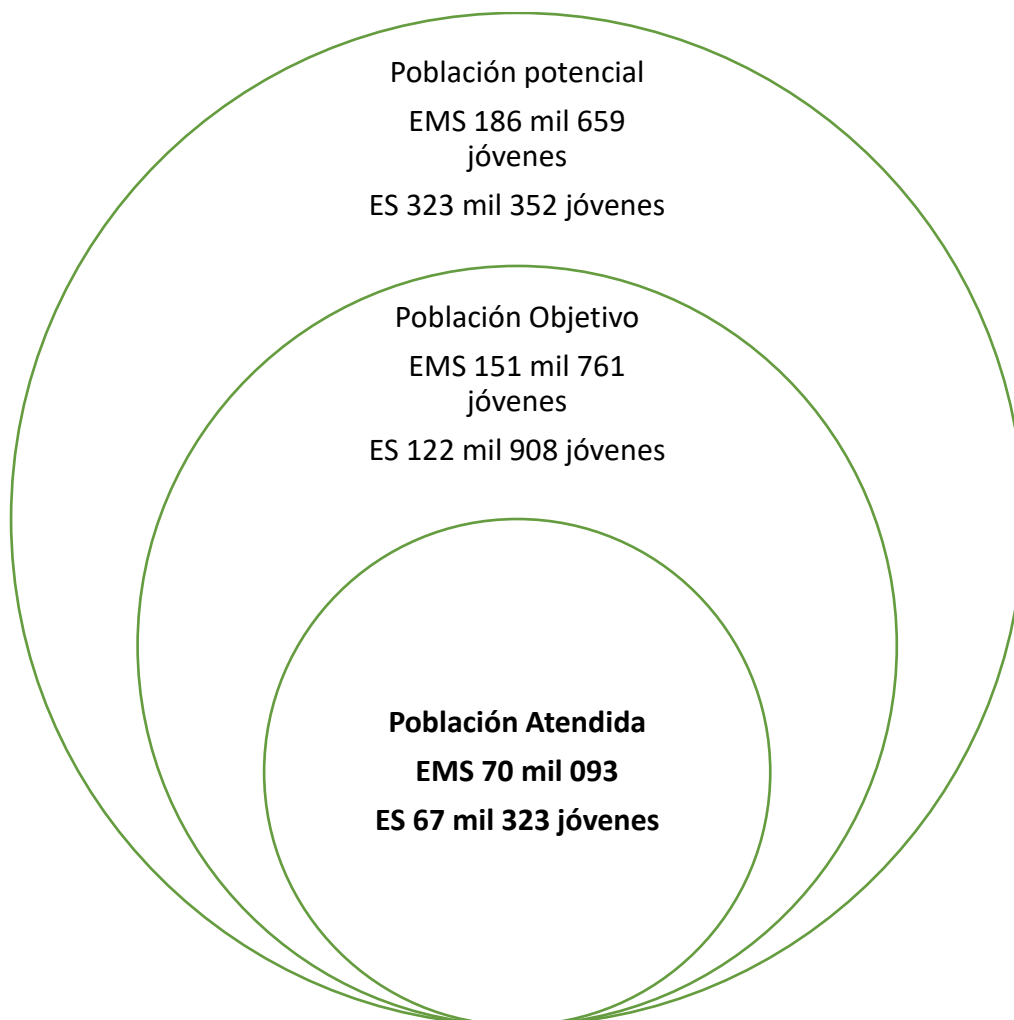 Población potencial
EMS 186 mil 659
jóvenes
ES 323 mil 352 jóvenes
Población Objetivo
EMS 151 mil 761
jóvenes
ES 122 mil 908 jóvenes
Población Atendida
EMS 70 mil 093
ES 67 mil 323 jóvenes